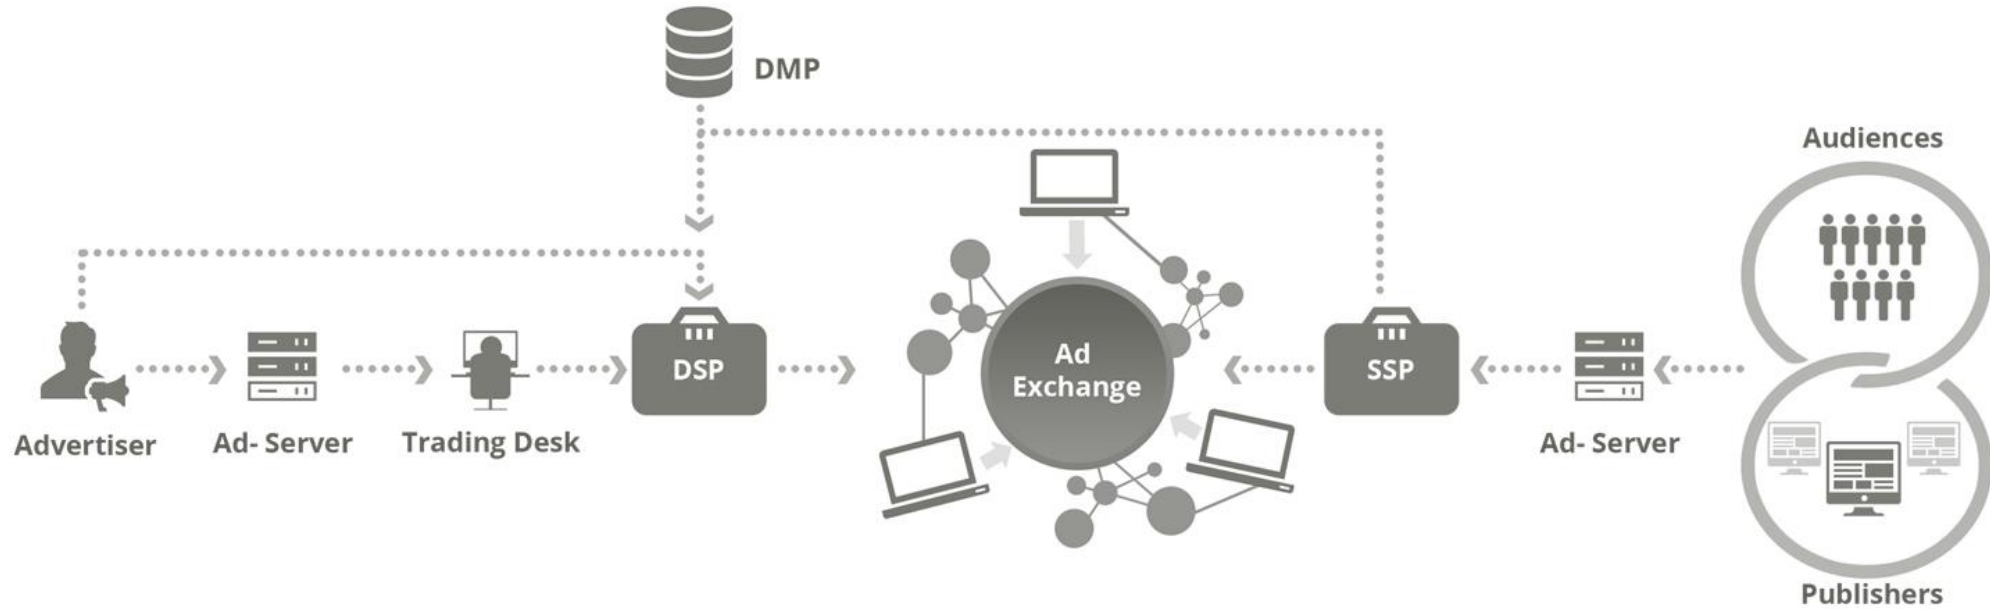 DMP
Audiences
DSP
Ad
Exchange
SSP
Advertiser
Ad- Server
Trading Desk
Ad- Server
Publishers